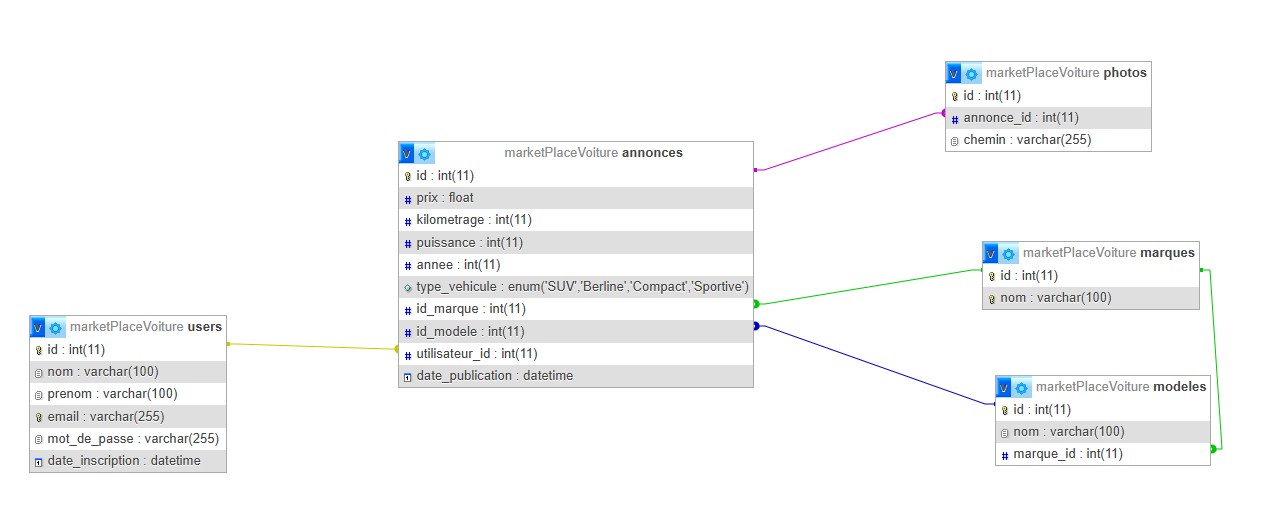 marketPlaceVoiture users
id : int(11)
nom : varchar(100)
prenom : varchar(100)
email : varchar(255)
mot_de_passe : varchar(255)
date_inscription : datetime
marketPlaceVoiture annonces
id : int(11)
prix : float
kilometrage : int(11)
puissance : int(11)
annee : int(11)
type_vehicule : enum('SUV','Berline','Compact','Sportive')
id_marque : int(11)
id_modele : int(11)
utilisateur_id : int(11)
date_publication : datetime
marketPlaceVoiture photos
id : int(11)
annonce_id : int(11)
chemin : varchar(255)
marketPlaceVoiture marques
id : int(11)
nom : varchar(100)
marketPlaceVoiture modeles
id : int(11)
nom : varchar(100)
marque_id : int(11)